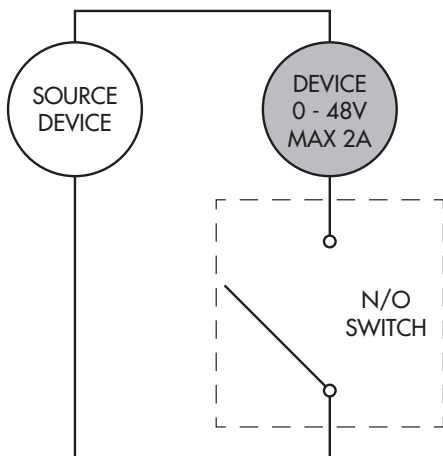 SOURCE
DEVICE
DEVICE
0 - 48V
MAX 2A
N/O
SWITCH